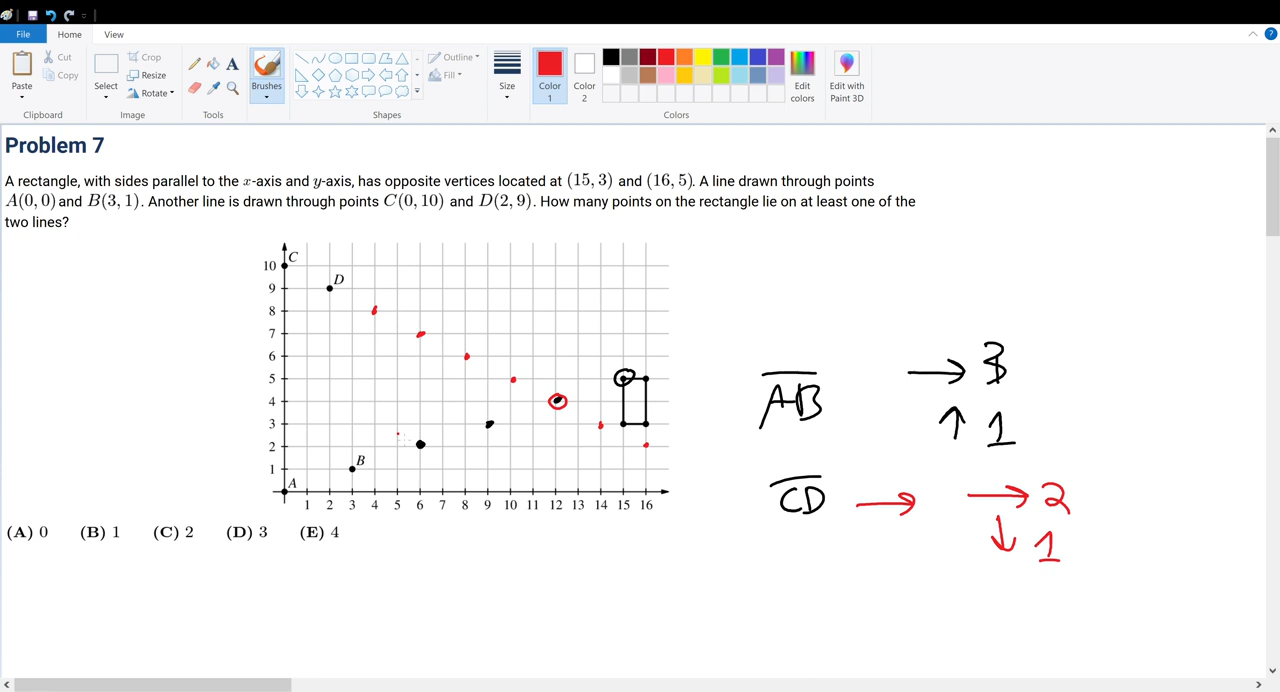 File Home View
Paste Cut Copy Clipboard
Select Crop Resize Rotate Image
A Tools
Brushes
Outline Fill Shapes
Size
Color 1
Color 2
Edit colors
Edit with Paint 3D
Colors
Problem 7
A rectangle, with sides parallel to the x-axis and y-axis, has opposite vertices located at (15, 3) and (16, 5). A line drawn through points
A(0, 0) and B(3, 1). Another line is drawn through points C(0, 10) and D(2, 9). How many points on the rectangle lie on at least one of the
two lines?
C
10
D
9
8
7
6
5
4
3
2
B
1
A
1 2 3 4 5 6 7 8 9 10 11 12 13 14 15 16
AB → 3
↑ 1
CD → → 2
↓ 1
(A) 0 (B) 1 (C) 2 (D) 3 (E) 4